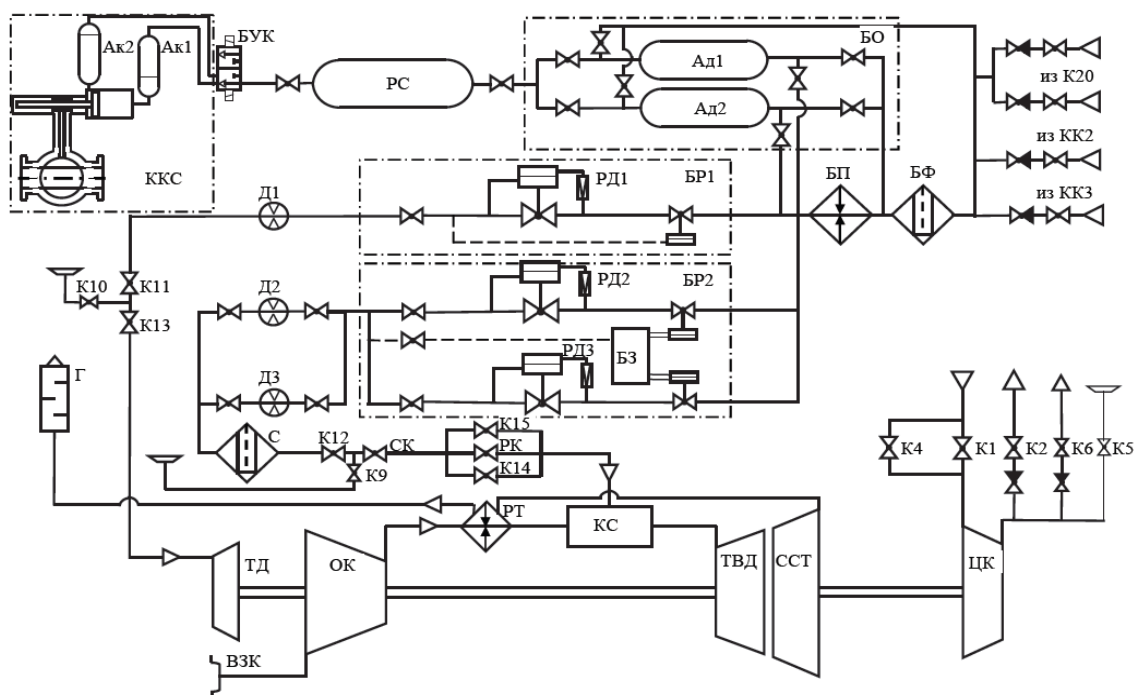 Ак2
Ак1
БУК
РС
Ад1
Ад2
БО
из К20
из КК2
из КК3
ККС
Д1
РД1
БР1
БП
БФ
К10
К11
К13
Д2
РД2
БР2
Г
Д3
РД3
БЗ
С
К12
СК
К15
РК
К14
К9
К4
К1
К2
К6
К5
РТ
КС
ТД
ОК
ТВД
ССТ
ЦК
ВЗК